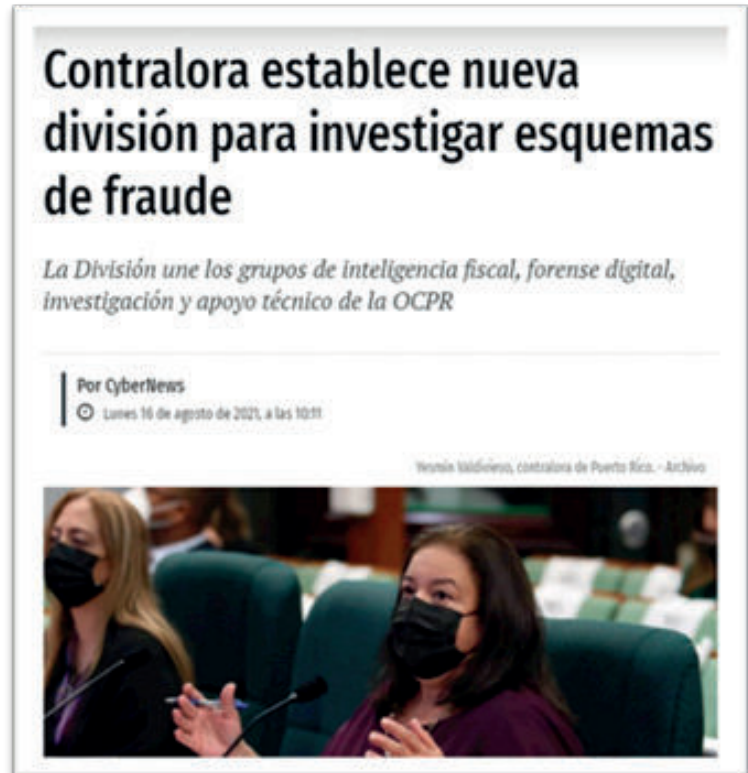 Contralora establece nueva
división para investigar esquemas
de fraude
La División une los grupos de inteligencia fiscal, forense digital,
investigación y apoyo técnico de la OCPR
Por CyberNews
Lunes 16 de agosto de 2021, a las 10:11
Yesmín Valdivieso, contralora de Puerto Rico. - Archivo